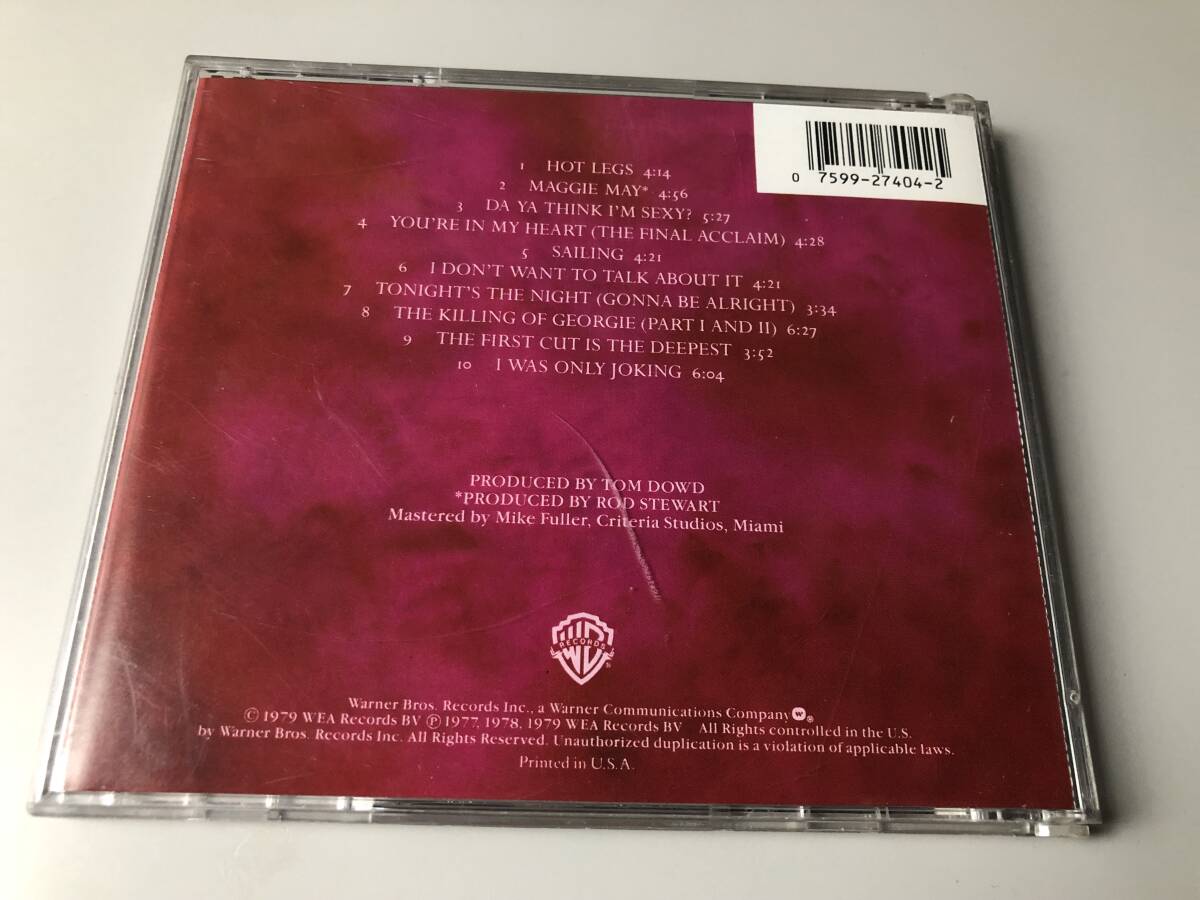 0 7599-27404-2
1 HOT LEGS 4:14
2 MAGGIE MAY* 4:56
3 DA YA THINK I'M SEXY? 5:27
4 YOU'RE IN MY HEART (THE FINAL ACCLAIM) 4:28
5 SAILING 4:21
6 I DON'T WANT TO TALK ABOUT IT 4:21
7 TONIGHT'S THE NIGHT (GONNA BE ALRIGHT) 3:34
8 THE KILLING OF GEORGIE (PART I AND II) 6:27
9 THE FIRST CUT IS THE DEEPEST 3:52
10 I WAS ONLY JOKING 6:04
PRODUCED BY TOM DOWD
*PRODUCED BY ROD STEWART
Mastered by Mike Fuller, Criteria Studios, Miami
WB
RECORDS
Warner Bros. Records Inc., a Warner Communications Company ®
© 1979 WEA Records BV ℗ 1977, 1978, 1979 WEA Records BV All Rights controlled in the U.S.
by Warner Bros. Records Inc. All Rights Reserved. Unauthorized duplication is a violation of applicable laws.
Printed in U.S.A.